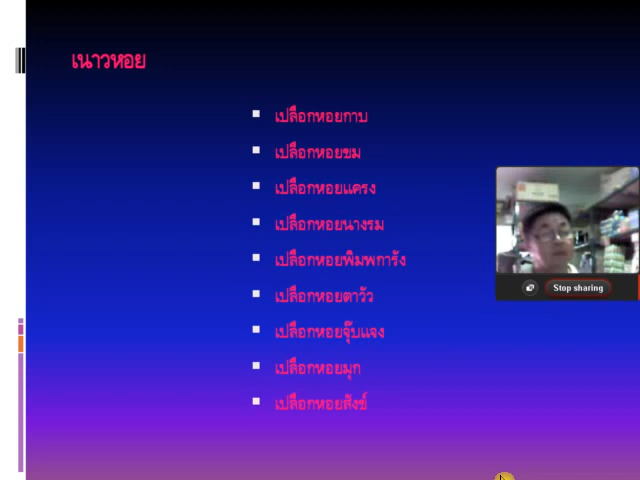 เนาวหอย
เปลือกหอยกาบ
เปลือกหอยขม
เปลือกหอยแครง
เปลือกหอยนางรม
เปลือกหอยพิมพการัง
เปลือกหอยตาวัว
เปลือกหอยจุ๊บแจง
เปลือกหอยมุก
เปลือกหอยสังข์
Stop sharing